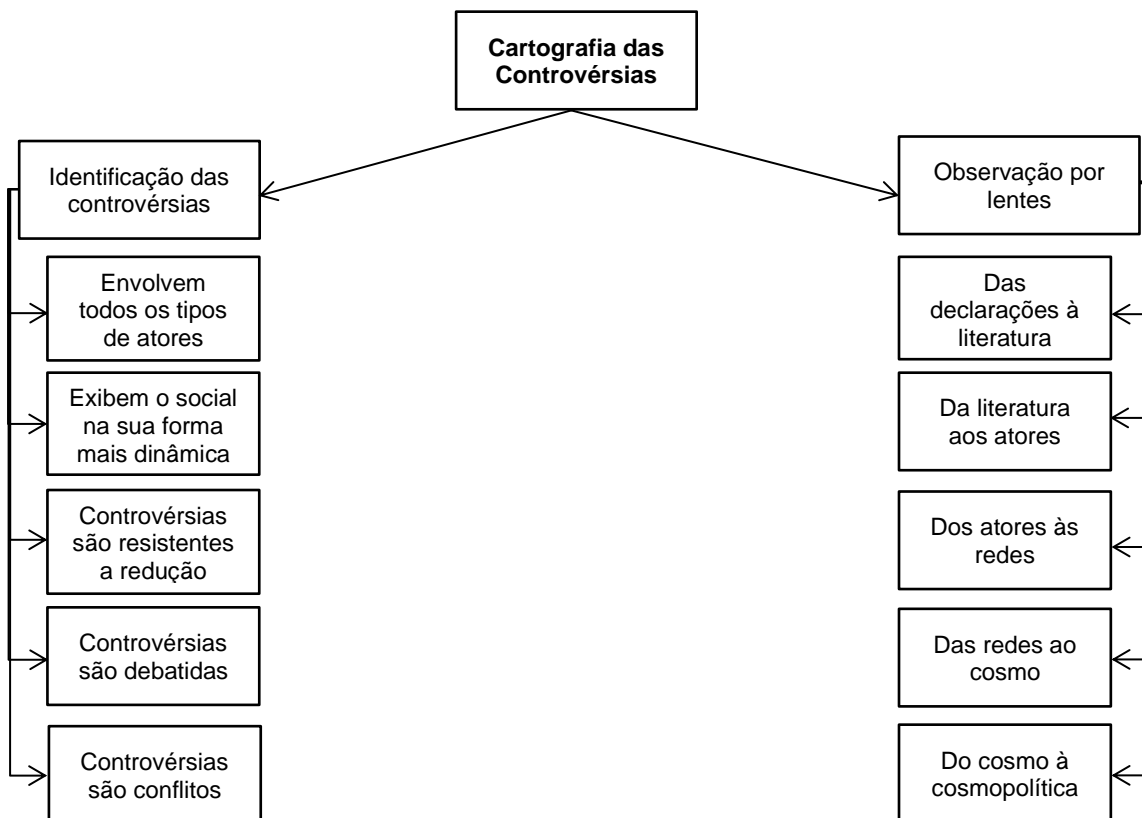 Cartografia das
Controvérsias
Identificação das
controvérsias
Envolvem
todos os tipos
de atores
Exibem o social
na sua forma
mais dinâmica
Controvérsias
são resistentes
a redução
Controvérsias
são debatidas
Controvérsias
são conflitos
Observação por
lentes
Das
declarações à
literatura
Da literatura
aos atores
Dos atores às
redes
Das redes ao
cosmo
Do cosmo à
cosmopolítica